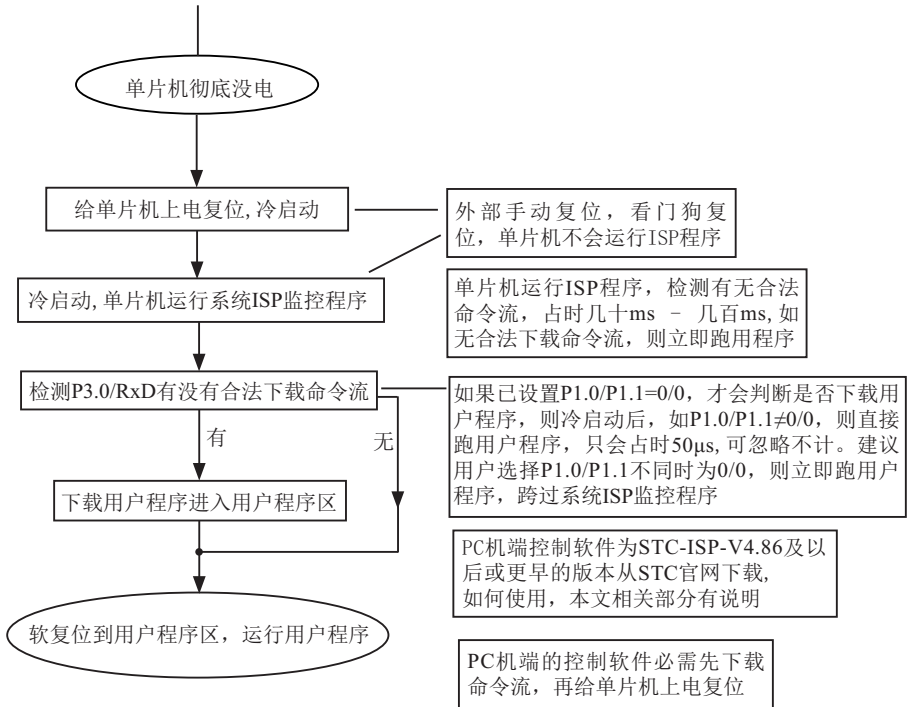 单片机彻底没电
给单片机上电复位,冷启动
外部手动复位，看门狗复
位，单片机不会运行ISP程序
冷启动,单片机运行系统ISP监控程序
单片机运行ISP程序，检测有无合法
命令流，占时几十ms － 几百ms,如
无合法下载命令流，则立即跑用程序
检测P3.0/RxD有没有合法下载命令流
如果已设置P1.0/P1.1=0/0，才会判断是否下载用
户程序，则冷启动后，如P1.0/P1.1≠0/0，则直接
跑用户程序，只会占时50μs,可忽略不计。建议
用户选择P1.0/P1.1不同时为0/0，则立即跑用户
程序，跨过系统ISP监控程序
有
无
下载用户程序进入用户程序区
PC机端控制软件为STC-ISP-V4.86及以
后或更早的版本从STC官网下载,
如何使用，本文相关部分有说明
软复位到用户程序区，运行用户程序
PC机端的控制软件必需先下载
命令流，再给单片机上电复位